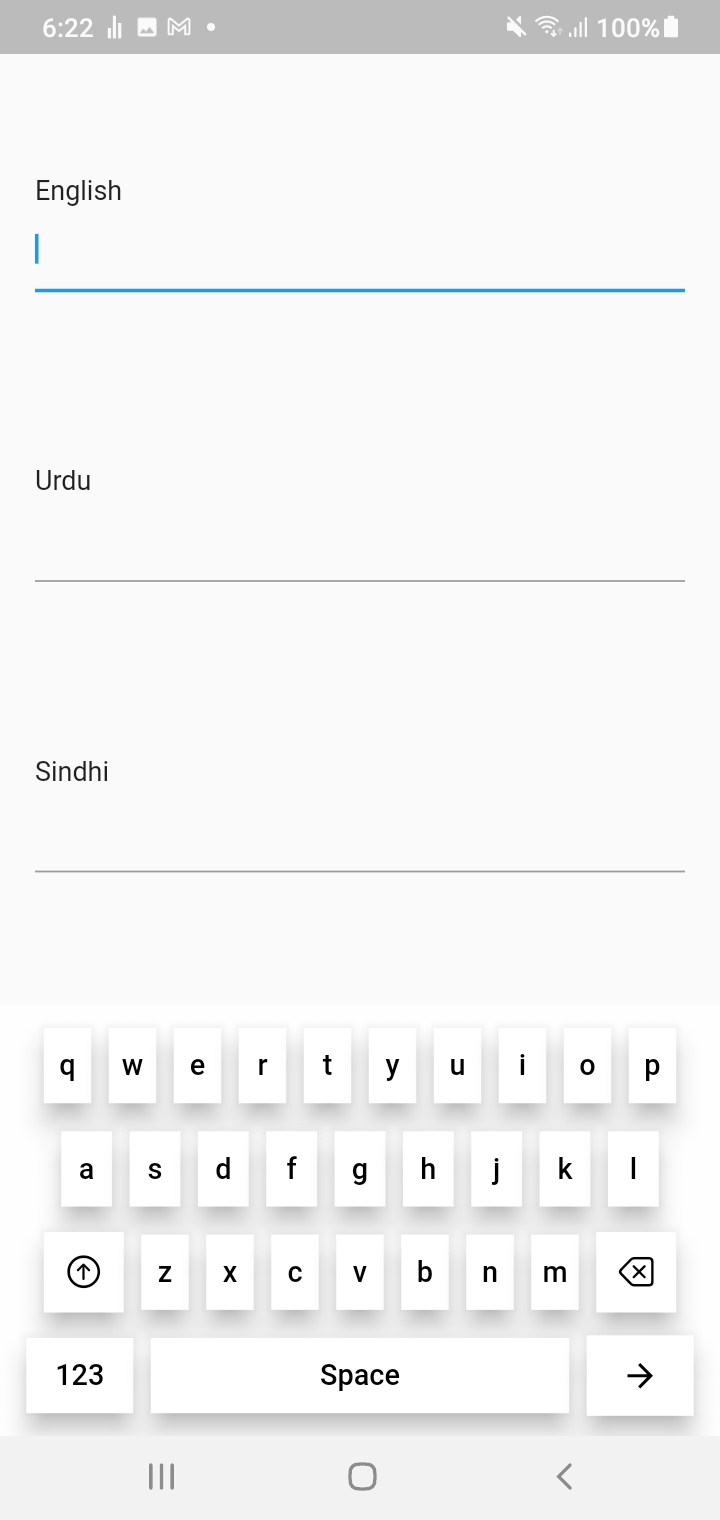 6:22 100%
English
Urdu
Sindhi
q w e r t y u i o p
a s d f g h j k l
z x c v b n m
123 Space